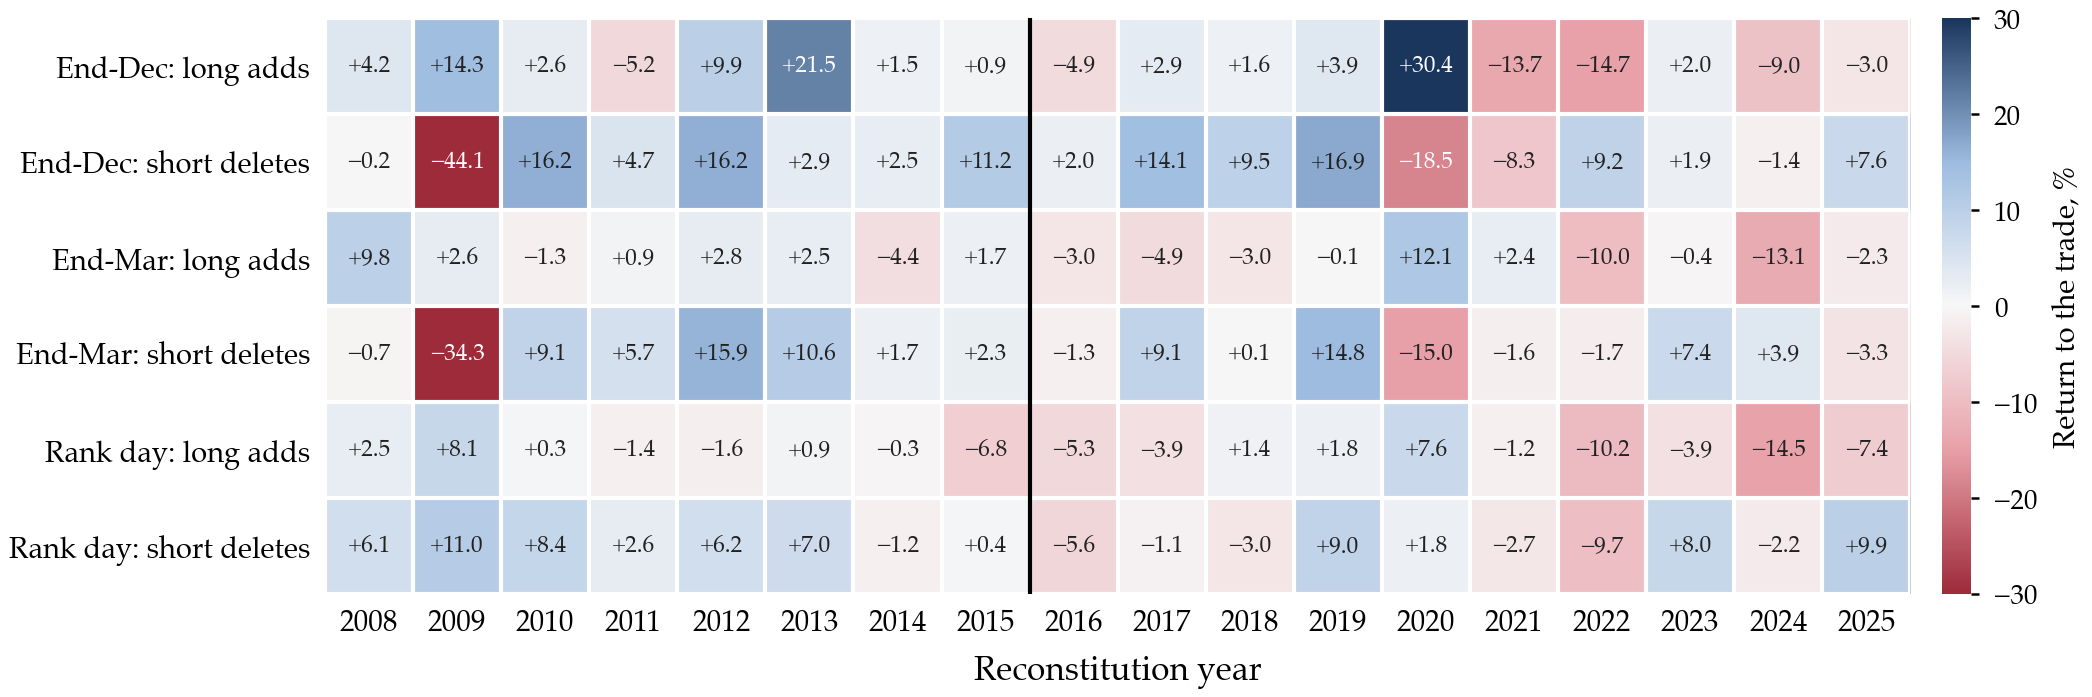 End-Dec: long adds +4.2 +14.3 +2.6 −5.2 +9.9 +21.5 +1.5 +0.9 −4.9 +2.9 +1.6 +3.9 +30.4 −13.7 −14.7 +2.0 −9.0 −3.0
End-Dec: short deletes −0.2 −44.1 +16.2 +4.7 +16.2 +2.9 +2.5 +11.2 +2.0 +14.1 +9.5 +16.9 −18.5 −8.3 +9.2 +1.9 −1.4 +7.6
End-Mar: long adds +9.8 +2.6 −1.3 +0.9 +2.8 +2.5 −4.4 +1.7 −3.0 −4.9 −3.0 −0.1 +12.1 +2.4 −10.0 −0.4 −13.1 −2.3
End-Mar: short deletes −0.7 −34.3 +9.1 +5.7 +15.9 +10.6 +1.7 +2.3 −1.3 +9.1 +0.1 +14.8 −15.0 −1.6 −1.7 +7.4 +3.9 −3.3
Rank day: long adds +2.5 +8.1 +0.3 −1.4 −1.6 +0.9 −0.3 −6.8 −5.3 −3.9 +1.4 +1.8 +7.6 −1.2 −10.2 −3.9 −14.5 −7.4
Rank day: short deletes +6.1 +11.0 +8.4 +2.6 +6.2 +7.0 −1.2 +0.4 −5.6 −1.1 −3.0 +9.0 +1.8 −2.7 −9.7 +8.0 −2.2 +9.9
2008 2009 2010 2011 2012 2013 2014 2015 2016 2017 2018 2019 2020 2021 2022 2023 2024 2025
Reconstitution year
30
20
10
0
−10
−20
−30
Return to the trade, %